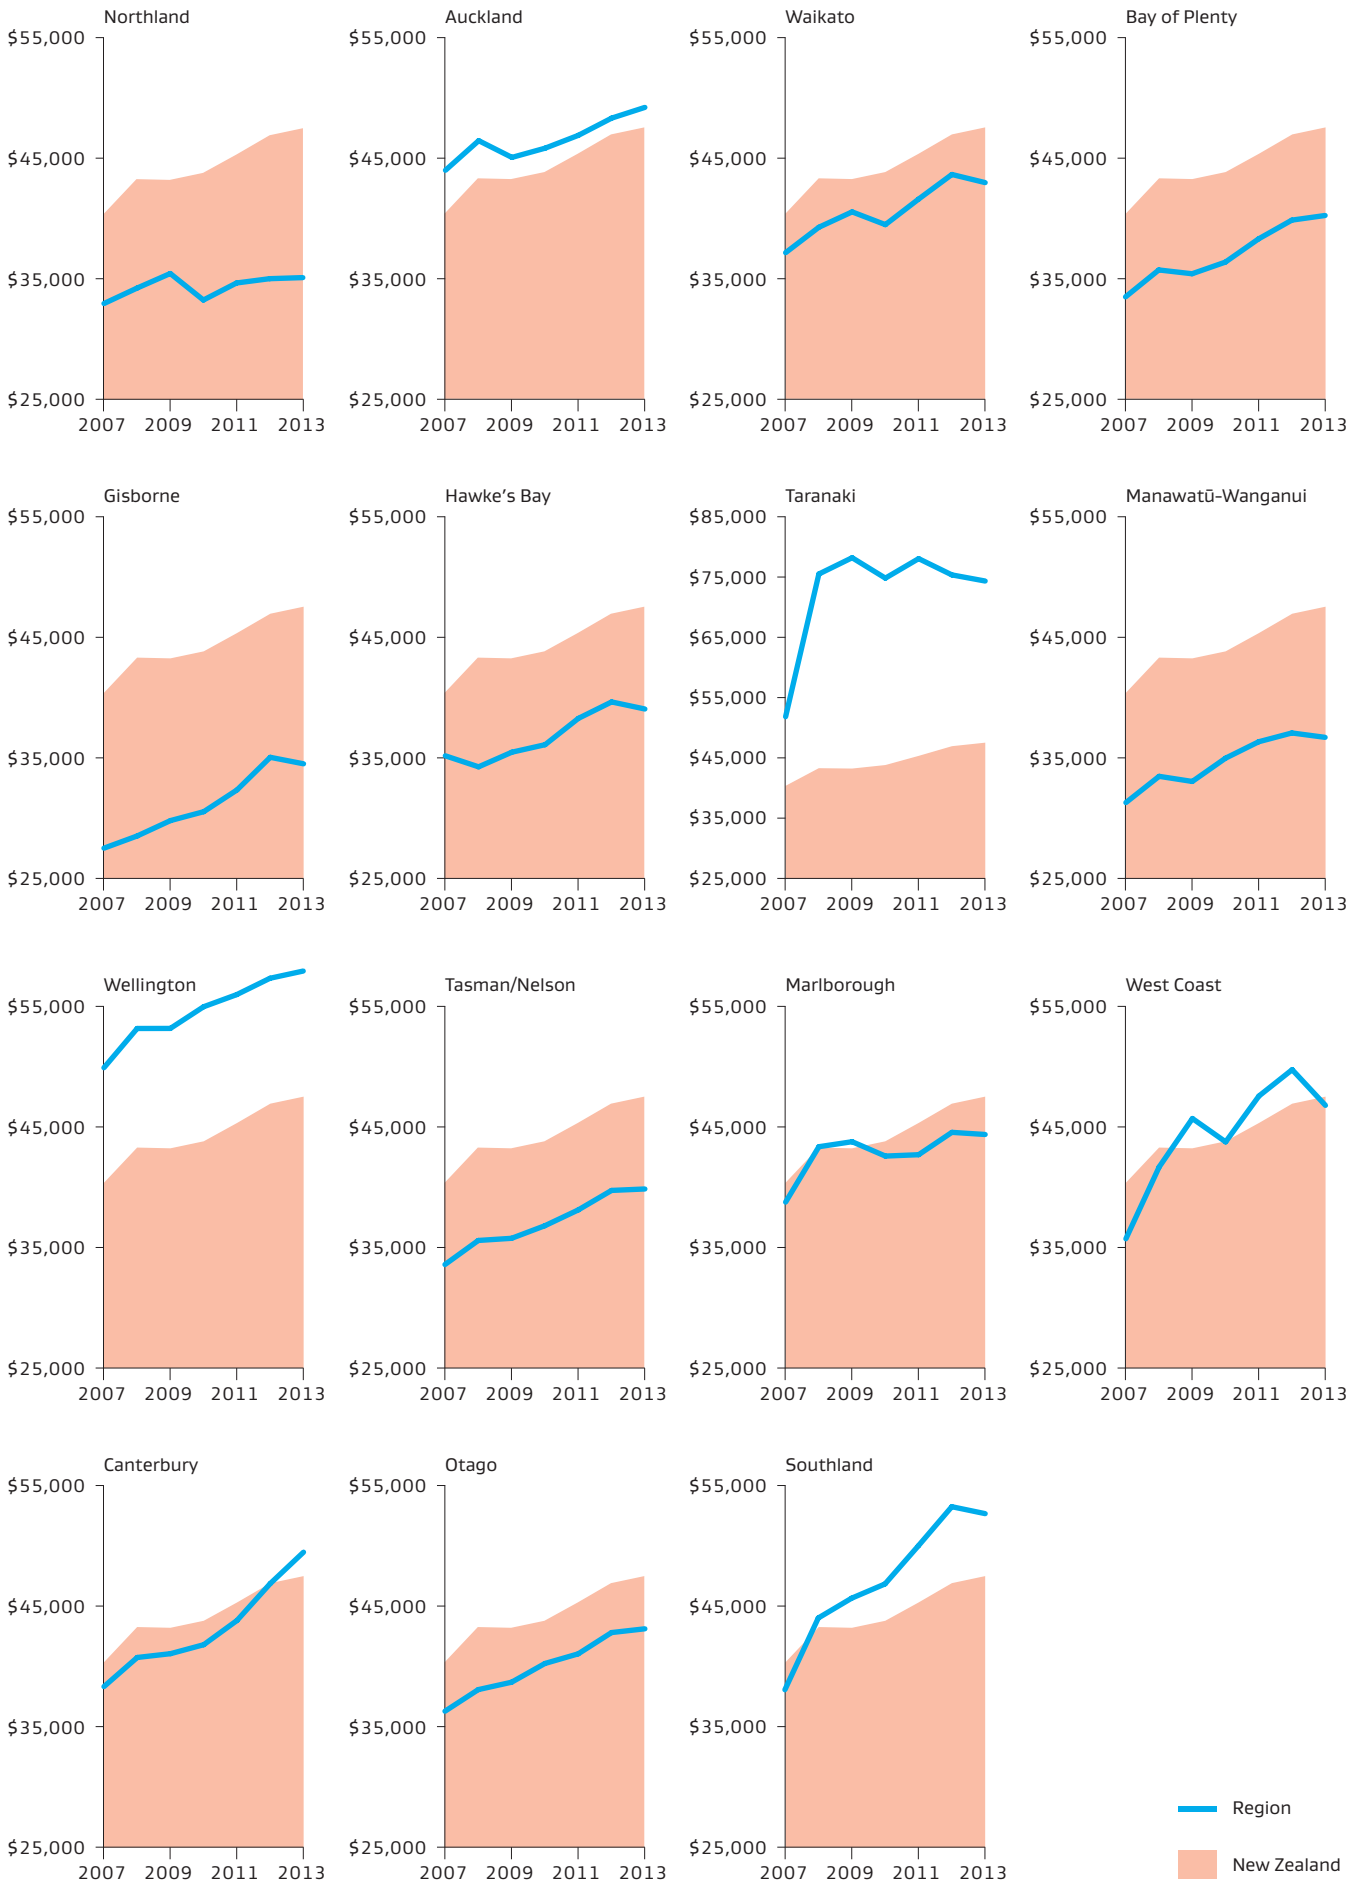 Northland
$55,000
$45,000
$35,000
$25,000
2007 2009 2011 2013
Auckland
$55,000
$45,000
$35,000
$25,000
2007 2009 2011 2013
Waikato
$55,000
$45,000
$35,000
$25,000
2007 2009 2011 2013
Bay of Plenty
$55,000
$45,000
$35,000
$25,000
2007 2009 2011 2013
Gisborne
$55,000
$45,000
$35,000
$25,000
2007 2009 2011 2013
Hawke's Bay
$55,000
$45,000
$35,000
$25,000
2007 2009 2011 2013
Taranaki
$85,000
$75,000
$65,000
$55,000
$45,000
$35,000
$25,000
2007 2009 2011 2013
Manawatū-Wanganui
$55,000
$45,000
$35,000
$25,000
2007 2009 2011 2013
Wellington
$55,000
$45,000
$35,000
$25,000
2007 2009 2011 2013
Tasman/Nelson
$55,000
$45,000
$35,000
$25,000
2007 2009 2011 2013
Marlborough
$55,000
$45,000
$35,000
$25,000
2007 2009 2011 2013
West Coast
$55,000
$45,000
$35,000
$25,000
2007 2009 2011 2013
Canterbury
$55,000
$45,000
$35,000
$25,000
2007 2009 2011 2013
Otago
$55,000
$45,000
$35,000
$25,000
2007 2009 2011 2013
Southland
$55,000
$45,000
$35,000
$25,000
2007 2009 2011 2013
Region
New Zealand